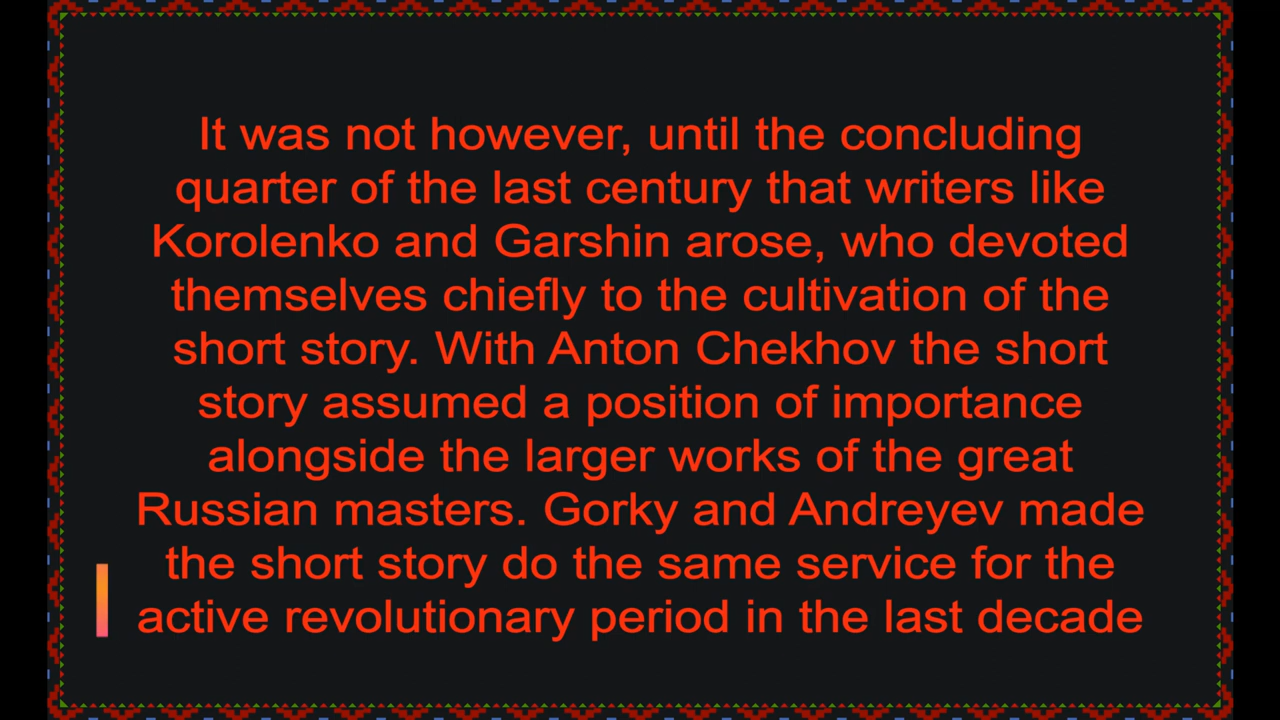 It was not however, until the concluding
quarter of the last century that writers like
Korolenko and Garshin arose, who devoted
themselves chiefly to the cultivation of the
short story. With Anton Chekhov the short
story assumed a position of importance
alongside the larger works of the great
Russian masters. Gorky and Andreyev made
the short story do the same service for the
active revolutionary period in the last decade